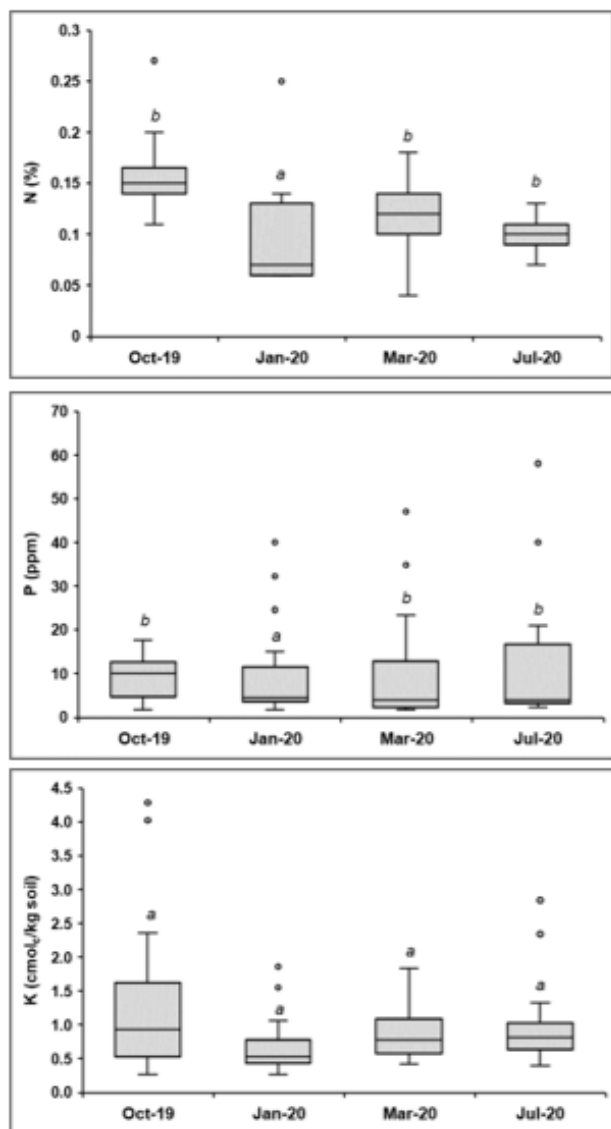 0.3
0.25
0.2
0.15
0.1
0.05
0
N (%)
b
a
b
b
Oct-19 Jan-20 Mar-20 Jul-20
70
60
50
40
30
20
10
0
P (ppm)
b
a
b
b
Oct-19 Jan-20 Mar-20 Jul-20
4.5
4.0
3.5
3.0
2.5
2.0
1.5
1.0
0.5
0.0
K (cmolc/kg soil)
a
a
a
a
Oct-19 Jan-20 Mar-20 Jul-20